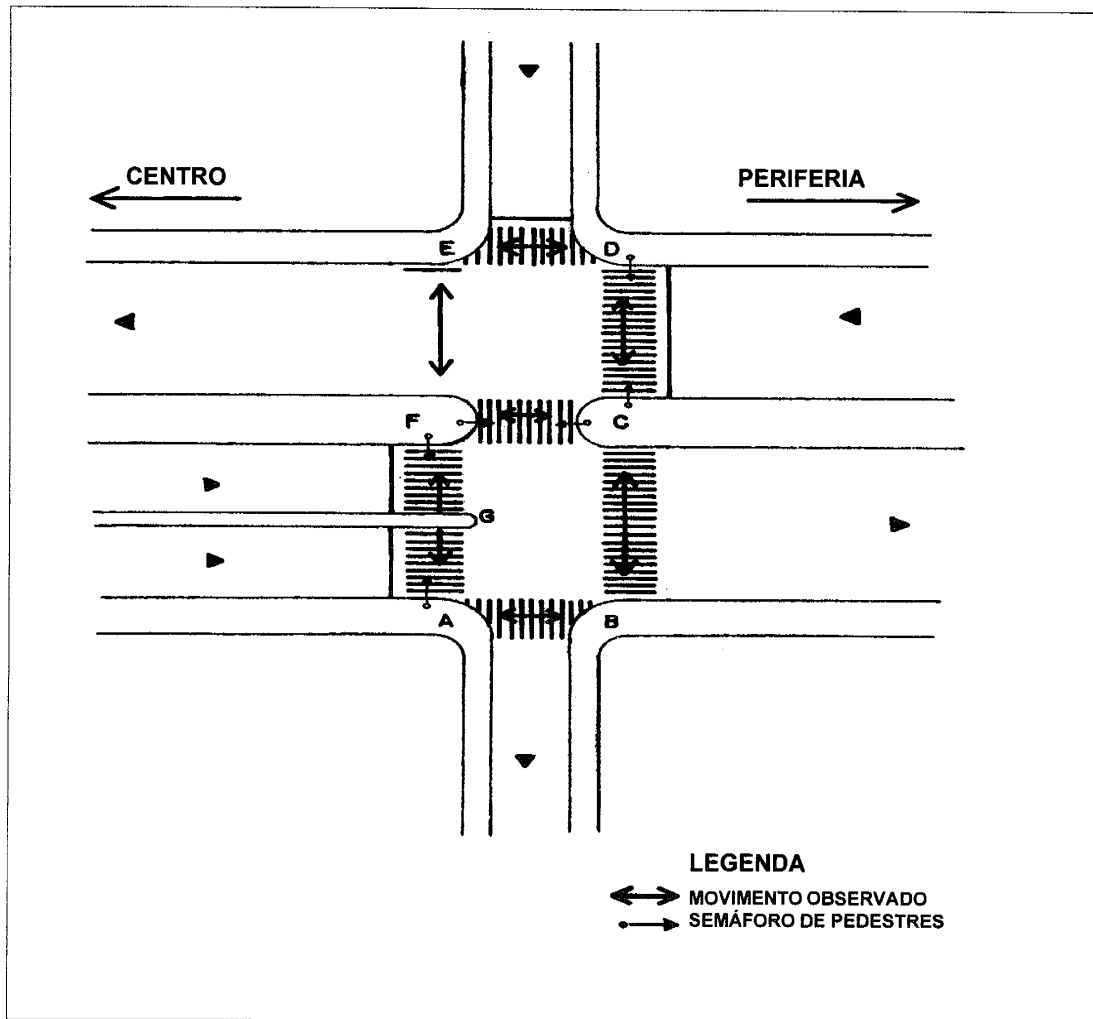 CENTRO
PERIFERIA
E
D
F
C
G
A
B
LEGENDA
MOVIMENTO OBSERVADO
SEMÁFORO DE PEDESTRES